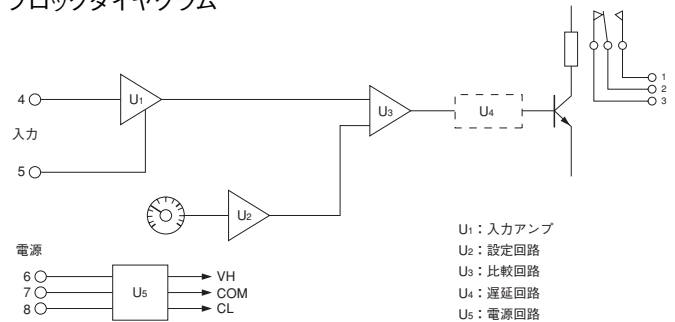 ブロックダイヤグラム
4
U1
入力
5
U3
U4
1
2
3
U2
電源
6
7
8
U5
VH
COM
CL
U1：入力アンプ
U2：設定回路
U3：比較回路
U4：遅延回路
U5：電源回路